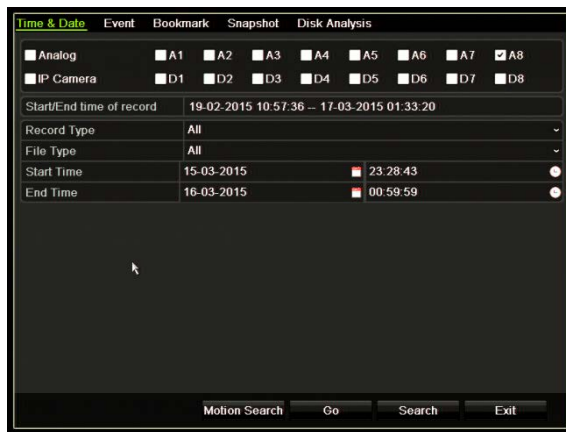 Time & Date Event Bookmark Snapshot Disk Analysis
Analog A1 A2 A3 A4 A5 A6 A7 A8
IP Camera D1 D2 D3 D4 D5 D6 D7 D8
Start/End time of record 19-02-2015 10:57:36 -- 17-03-2015 01:33:20
Record Type All
File Type All
Start Time 15-03-2015 23:28:43
End Time 16-03-2015 00:59:59
Motion Search Go Search Exit